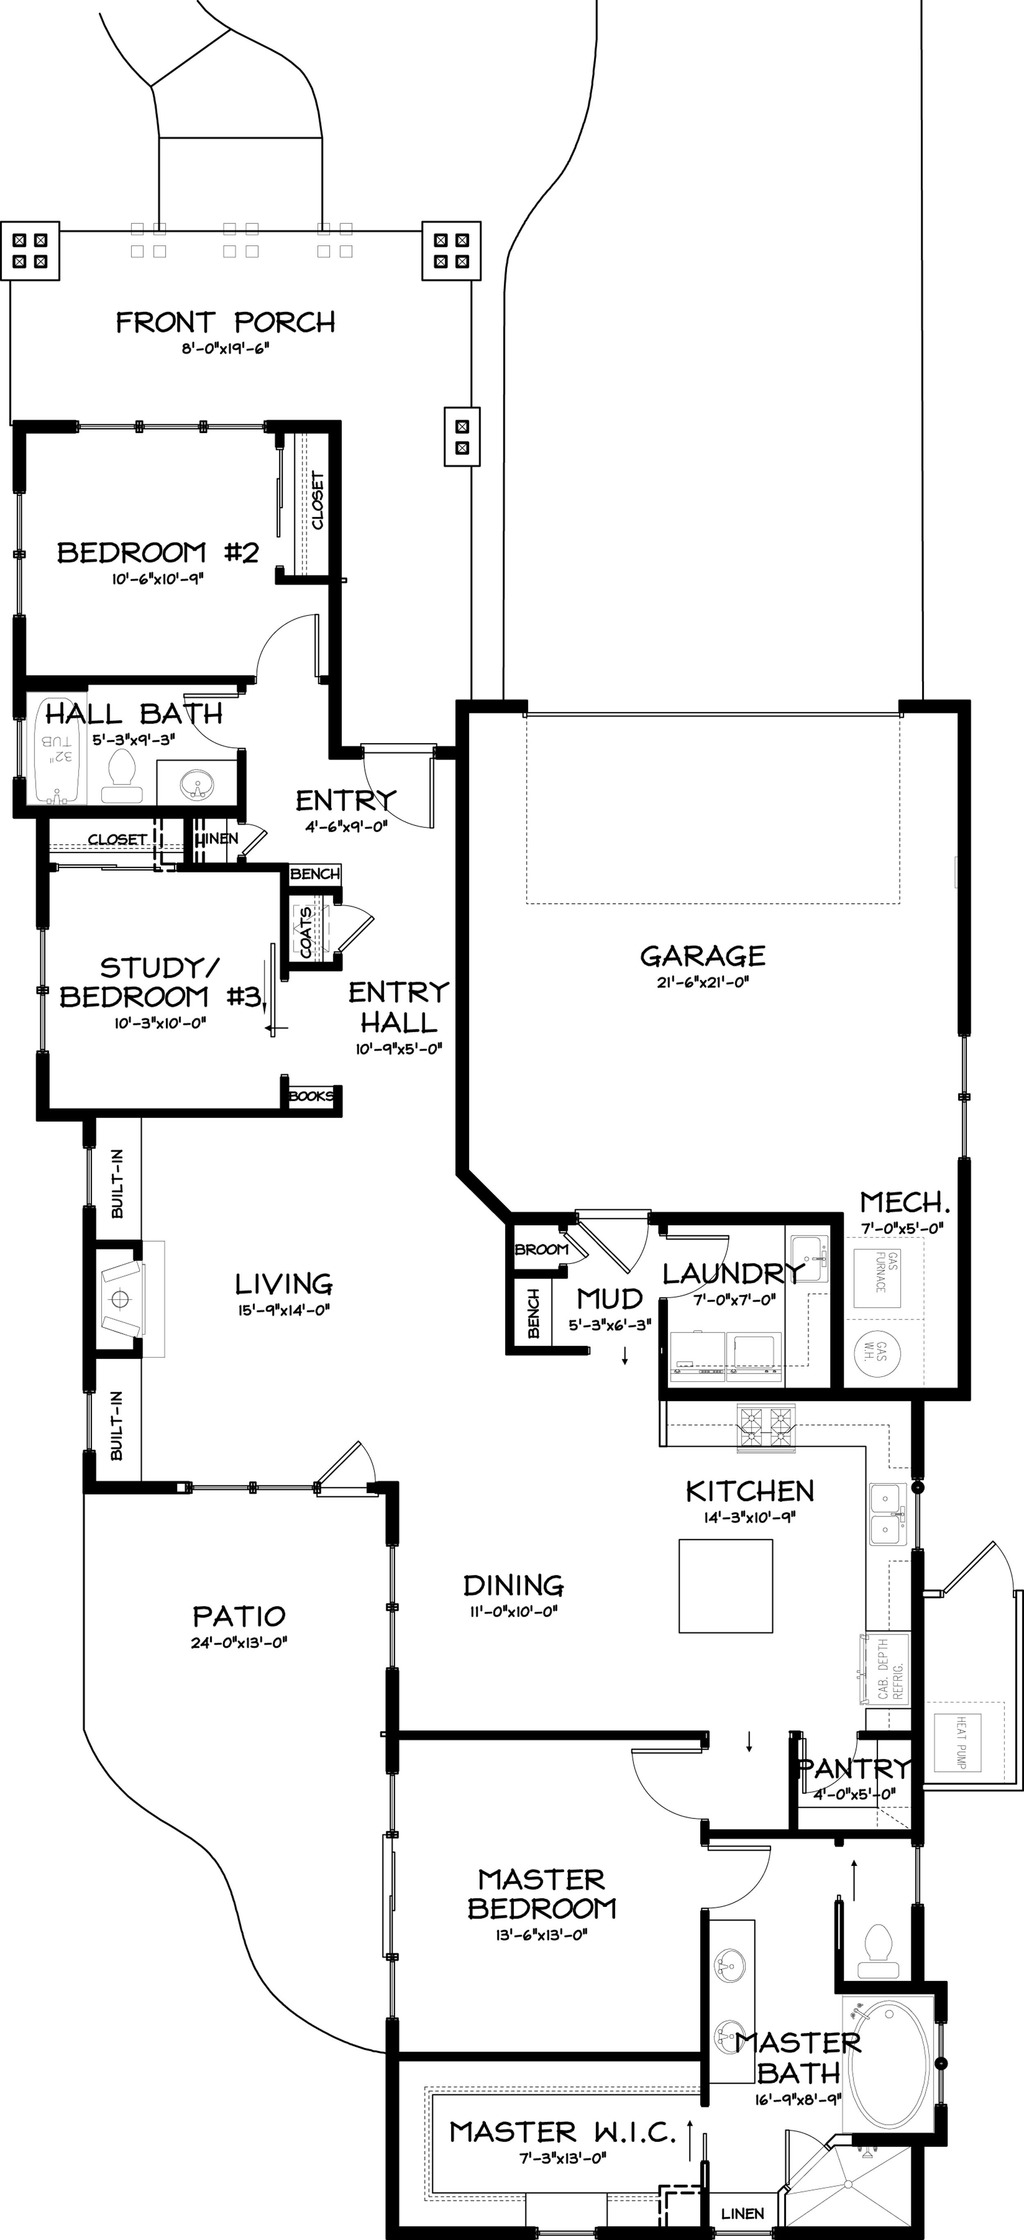 FRONT PORCH
8'-0"x19'-6"
CLOSET
BEDROOM #2
10'-6"x10'-9"
HALL BATH
5'-3"x9'-3"
32"
TUB
ENTRY
4'-6"x9'-0"
CLOSET
LINEN
BENCH
COATS
GARAGE
21'-6"x21'-0"
STUDY/
BEDROOM #3
10'-3"x10'-0"
ENTRY
HALL
10'-9"x5'-0"
BOOKS
BUILT-IN
MECH.
7'-0"x5'-0"
BROOM
GAS
FURNACE
LAUNDRY
7'-0"x7'-0"
LIVING
15'-9"x14'-0"
MUD
5'-3"x6'-3"
BENCH
GAS
W.H.
BUILT-IN
KITCHEN
14'-3"x10'-9"
DINING
11'-0"x10'-0"
PATIO
24'-0"x13'-0"
CAB. DEPTH
REFRIG.
HEAT PUMP
PANTRY
4'-0"x5'-0"
MASTER
BEDROOM
13'-6"x13'-0"
MASTER
BATH
16'-9"x8'-9"
MASTER W.I.C.
7'-3"x13'-0"
LINEN